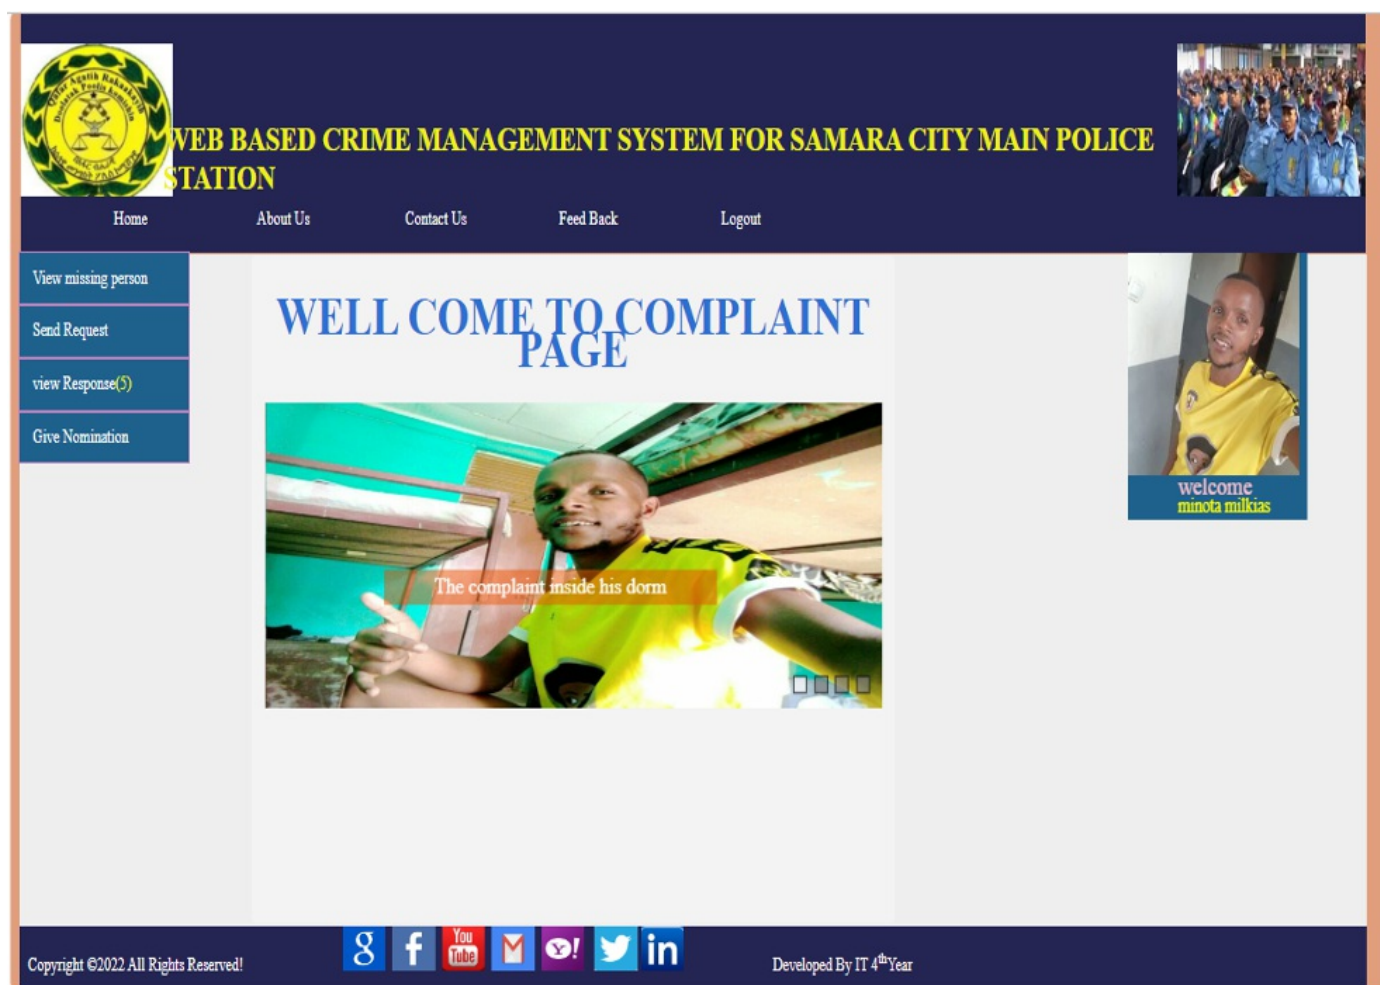 WEB BASED CRIME MANAGEMENT SYSTEM FOR SAMARA CITY MAIN POLICE
STATION
Home About Us Contact Us Feed Back Logout
View missing person
Send Request
view Response(5)
Give Nomination
WELL COME TO COMPLAINT
PAGE
The complaint inside his dorm
welcome
minota milkias
g f You Tube M Y! in
Copyright ©2022 All Rights Reserved! Developed By IT 4thYear